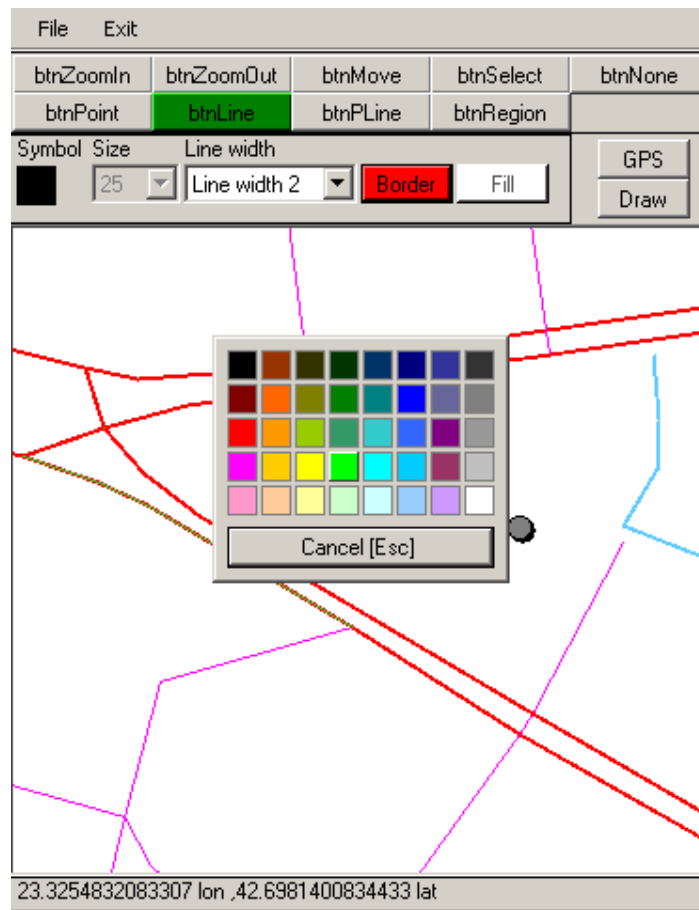 File Exit
btnZoomIn btnZoomOut btnMove btnSelect btnNone
btnPoint btnLine btnPLine btnRegion
Symbol Size Line width
25 Line width 2 Border Fill
GPS
Draw
Cancel [Esc]
23.3254832083307 lon ,42.6981400834433 lat